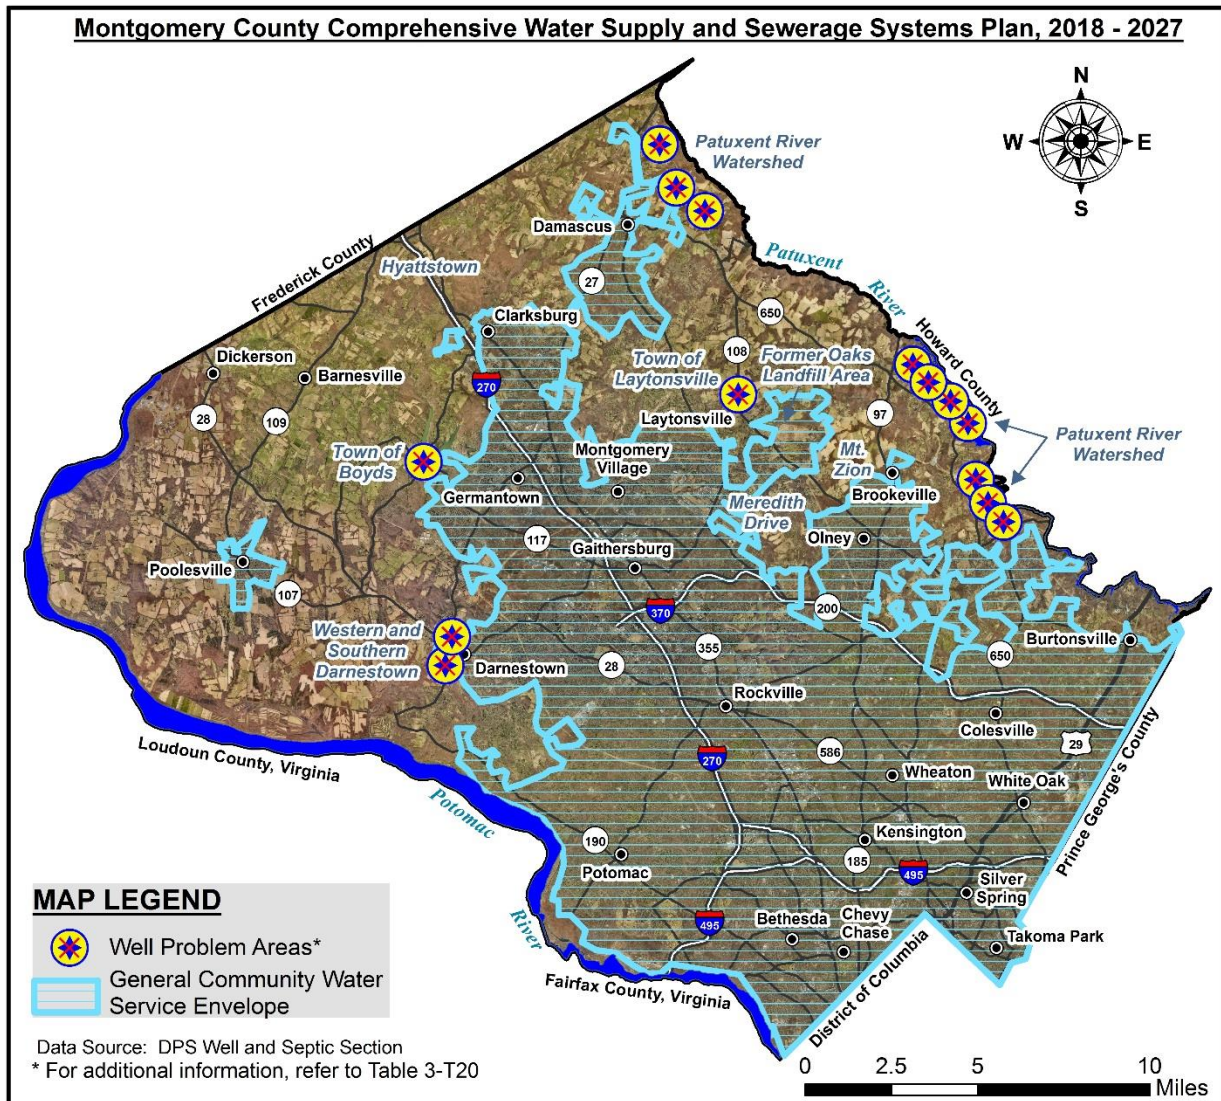 Montgomery County Comprehensive Water Supply and Sewerage Systems Plan, 2018 - 2027
N
W
E
S
Patuxent River
Watershed
Damascus
Patuxent
River
Frederick County
Hyattstown
27
650
Clarksburg
Howard County
Dickerson
Barnesville
270
108
Town of
Laytonsville
Former Oaks
Landfill Area
Laytonsville
28
109
97
Patuxent River
Watershed
Town of
Boyds
Montgomery
Village
Mt.
Zion
Germantown
Brookeville
Meredith
Drive
117
Olney
Gaithersburg
Poolesville
107
370
200
Western and
Southern
Darnestown
Darnestown
28
355
650
Burtonsville
Rockville
Colesville
Loudoun County, Virginia
270
586
29
Wheaton
White Oak
Prince George's County
Potomac
River
190
Potomac
Kensington
185
495
Silver
Spring
495
Bethesda
Chevy
Chase
Takoma Park
Fairfax County, Virginia
District of Columbia
MAP LEGEND
Well Problem Areas*
General Community Water
Service Envelope
Data Source: DPS Well and Septic Section
* For additional information, refer to Table 3-T20
0 2.5 5 10
Miles